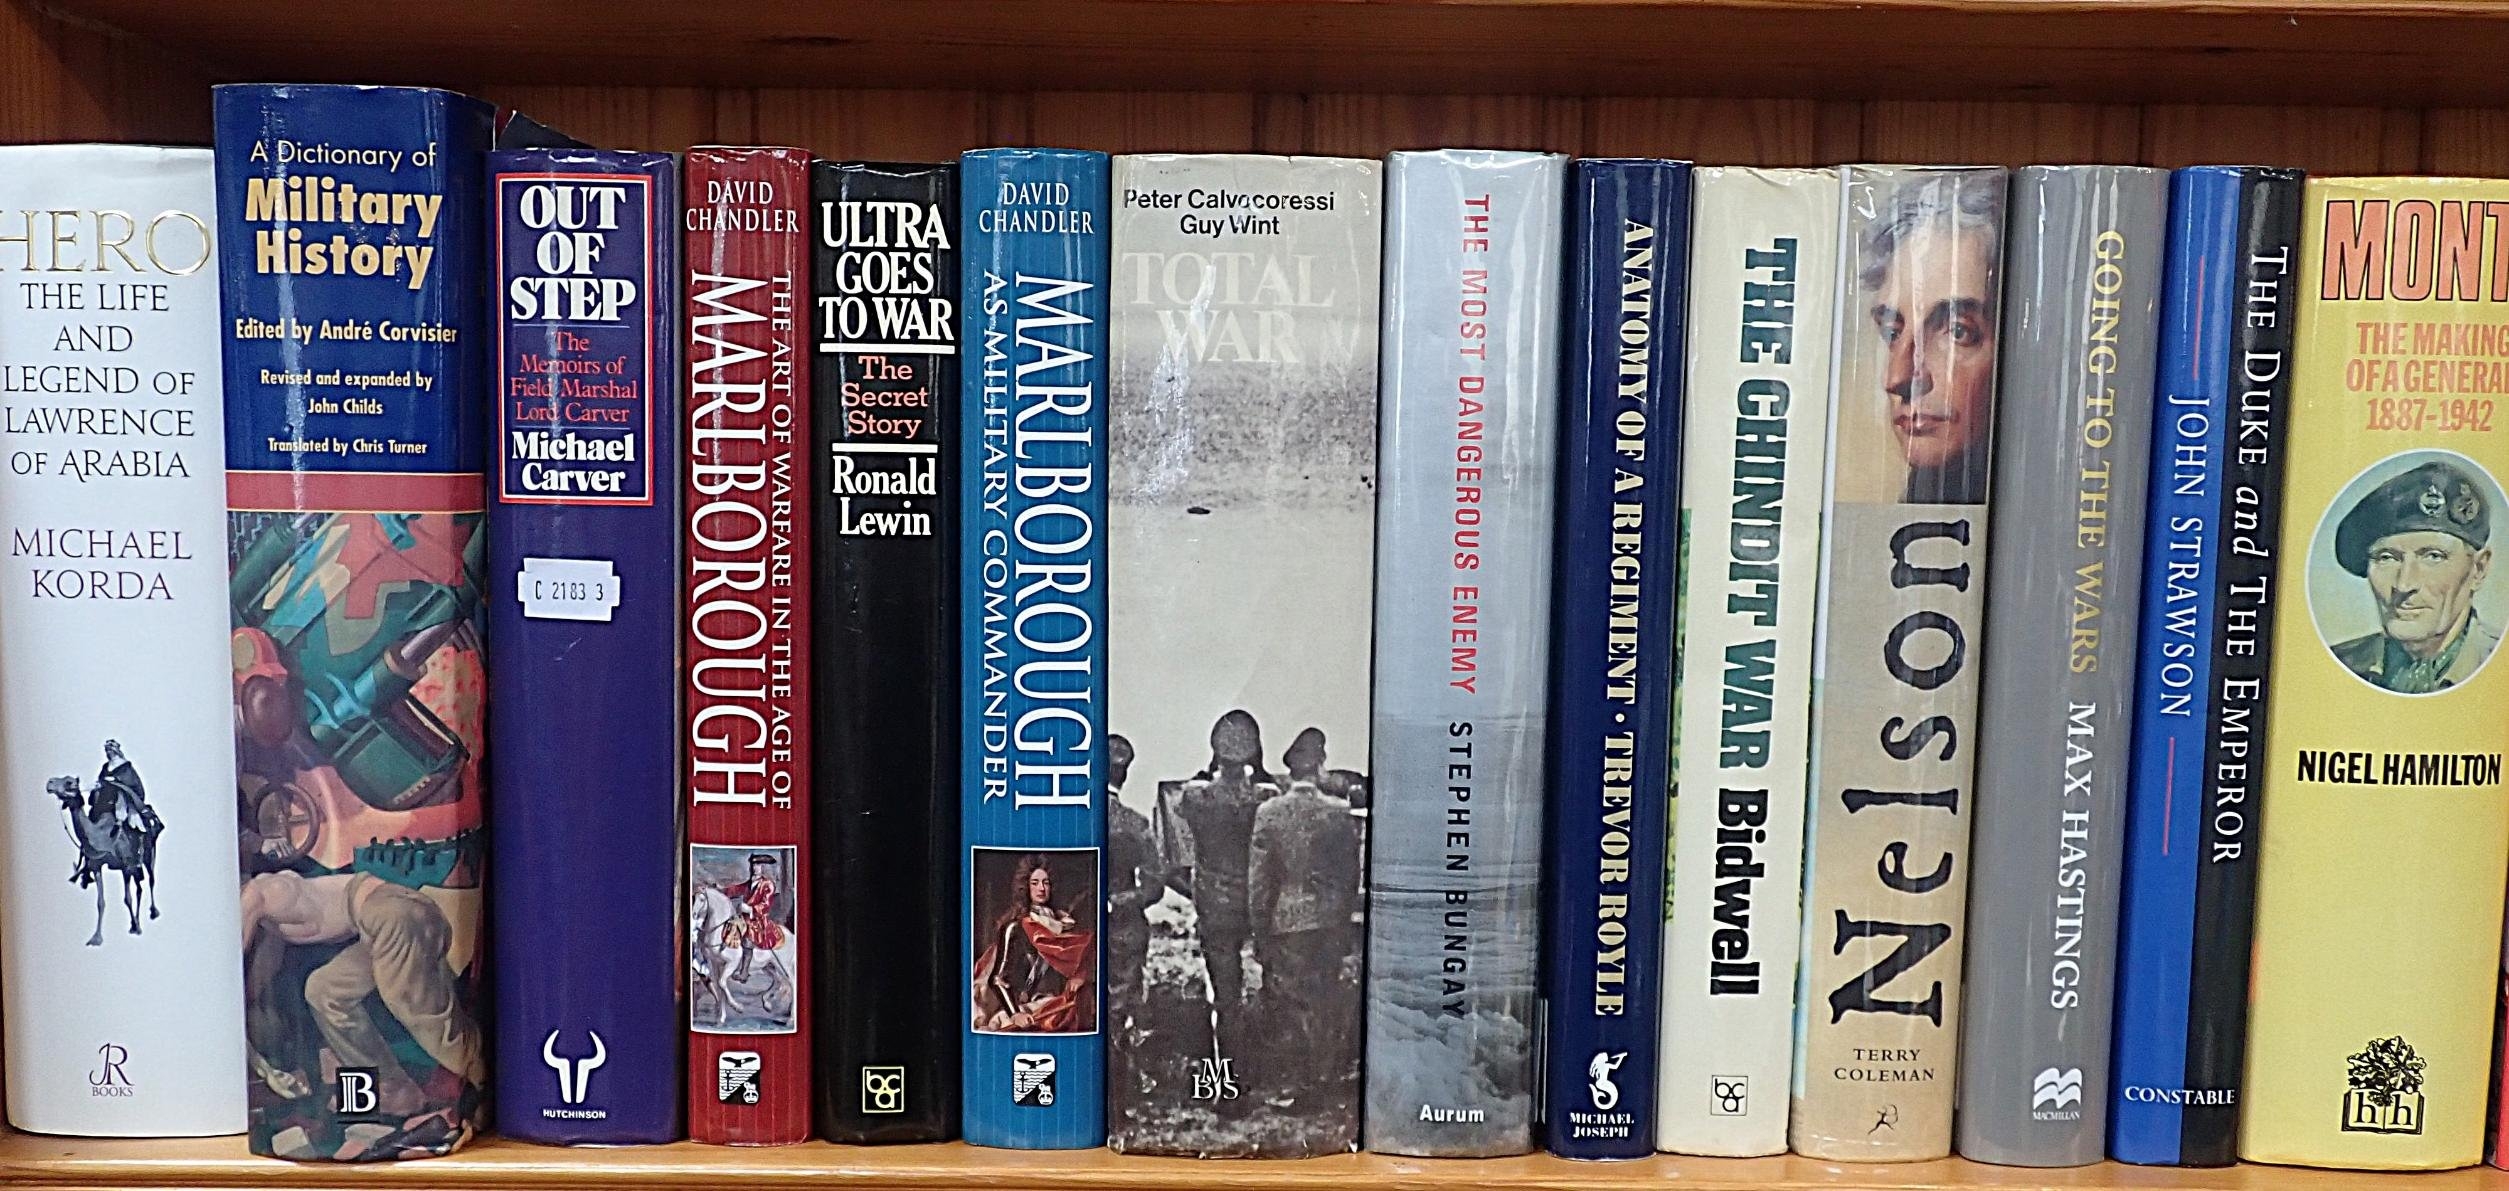 HERO
THE LIFE
AND
LEGEND OF
LAWRENCE
OF ARABIA
MICHAEL
KORDA
JR
BOOKS
A Dictionary of
Military
History
Edited by André Corvisier
Revised and expanded by
John Childs
Translated by Chris Turner
B
OUT
OF
STEP
The
Memoirs of
Field Marshal
Lord Carver
Michael
Carver
C 2183 3
HUTCHINSON
DAVID
CHANDLER
THE ART OF WARFARE IN THE AGE OF
MARLBOROUGH
ULTRA
GOES
TO WAR
The
Secret
Story
Ronald
Lewin
bca
DAVID
CHANDLER
MARLBOROUGH
AS MILITARY COMMANDER
Peter Calvocoressi
Guy Wint
TOTAL
WAR
THE MOST DANGEROUS ENEMY STEPHEN BUNGAY
Aurum
ANATOMY OF A REGIMENT · TREVOR ROYLE
MICHAEL
JOSEPH
THE CHINDIT WAR Bidwell
bca
Nelson
TERRY
COLEMAN
GOING TO THE WARS MAX HASTINGS
MACMILLAN
THE DUKE and THE EMPEROR
JOHN STRAWSON
CONSTABLE
MONT
THE MAKING
OF A GENERAL
1887-1942
NIGEL HAMILTON
hh